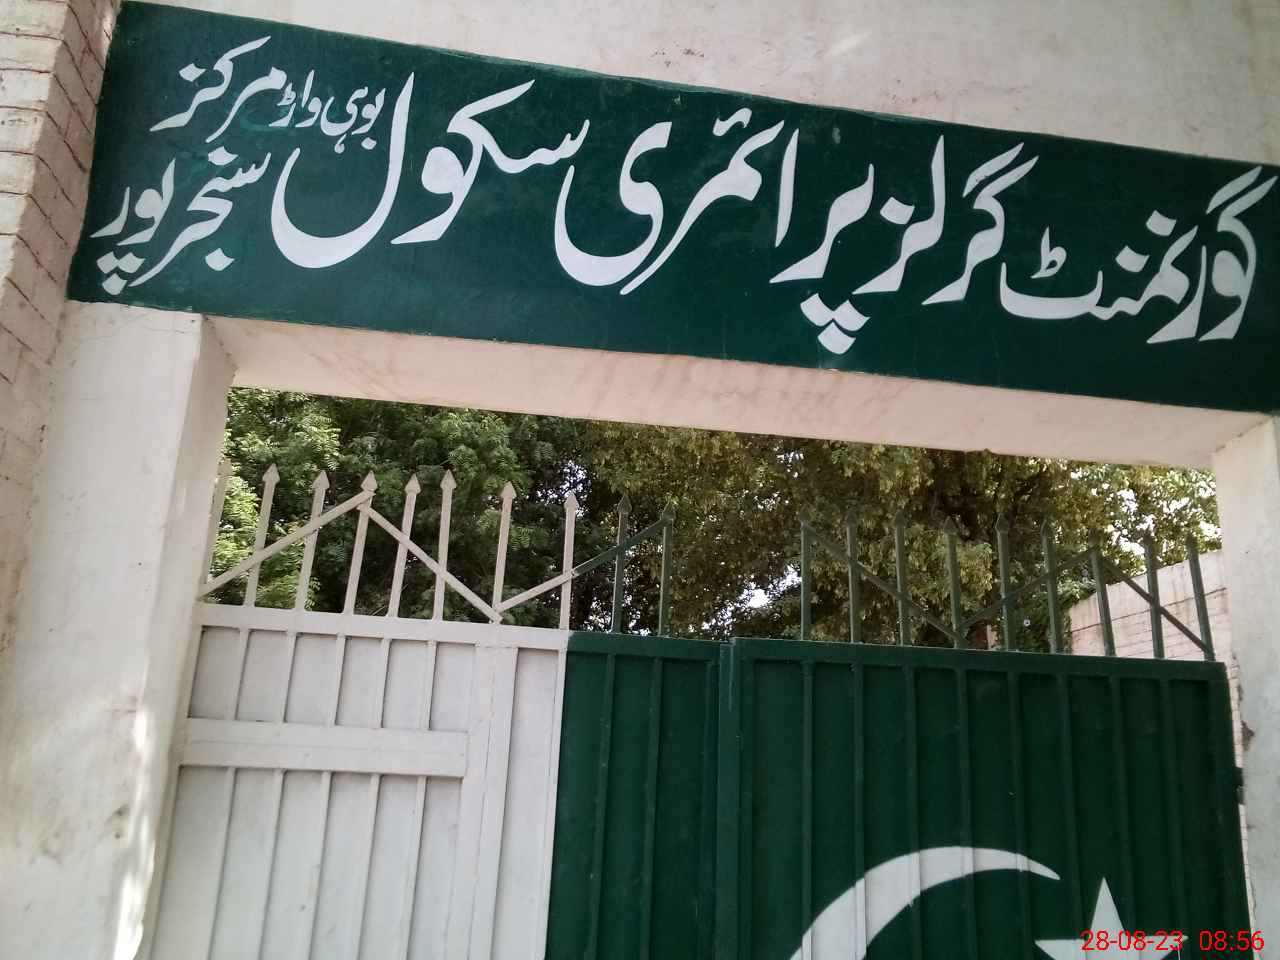 گورنمنٹ گرلز پرائمری سکول بوہی واڑ مرکز
سنجر پور
28-08-23 08:56